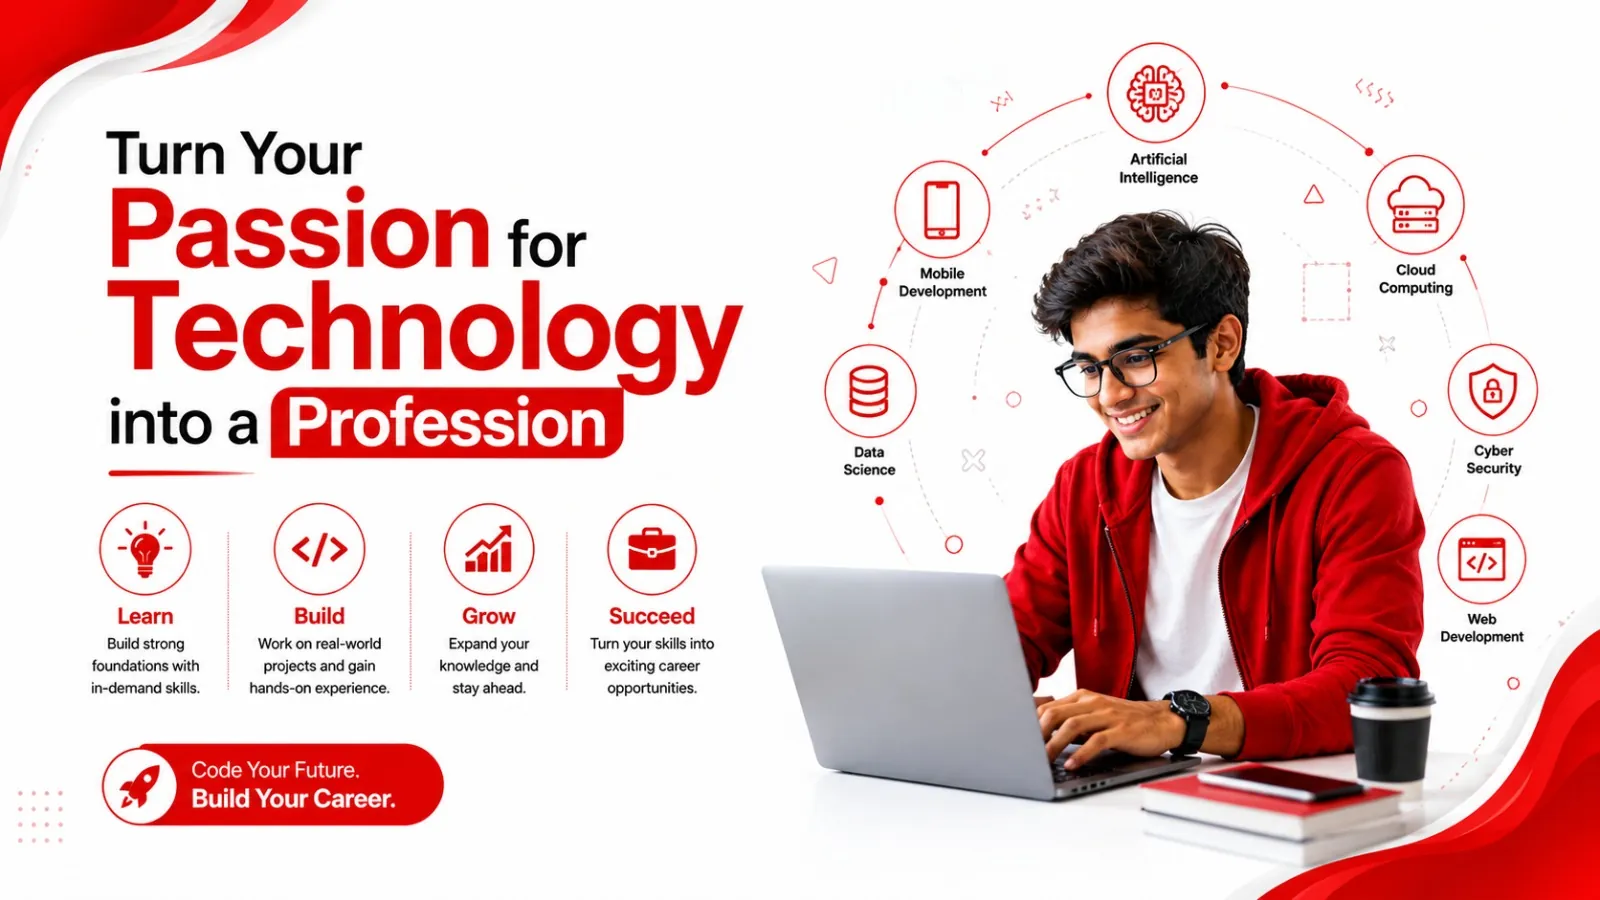 Turn Your
Passion for
Technology
into a Profession
Learn
Build strong
foundations with
in-demand skills.
Build
Work on real-world
projects and gain
hands-on experience.
Grow
Expand your
knowledge and
stay ahead.
Succeed
Turn your skills into
exciting career
opportunities.
Code Your Future.
Build Your Career.
Artificial
Intelligence
Mobile
Development
Cloud
Computing
Data
Science
Cyber
Security
Web
Development